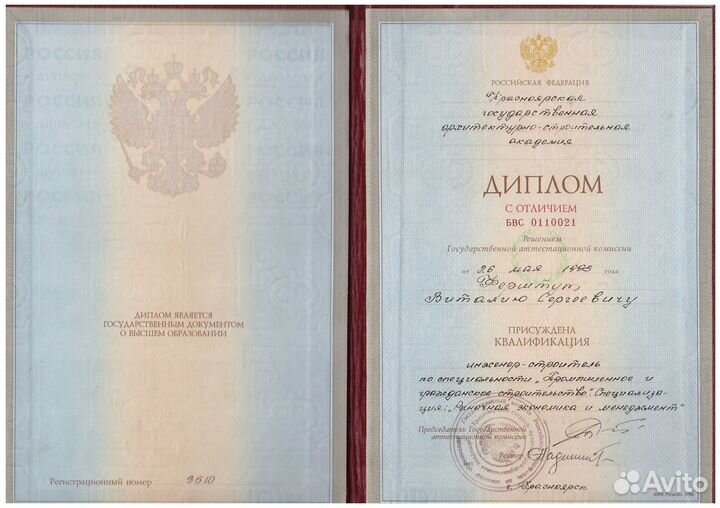 ДИПЛОМ ЯВЛЯЕТСЯ
ГОСУДАРСТВЕННЫМ ДОКУМЕНТОМ
О ВЫСШЕМ ОБРАЗОВАНИИ
Регистрационный номер 3510
РОССИЙСКАЯ ФЕДЕРАЦИЯ
Красноярская
государственная
архитектурно-строительная
академия
ДИПЛОМ
С ОТЛИЧИЕМ
БВС 0110021
Решением
Государственной аттестационной комиссии
от 26 мая года
Виталию Сергеевичу
ПРИСУЖДЕНА
КВАЛИФИКАЦИЯ
инженер-строитель
по специальности „Промышленное и
гражданское строительство". Специализа-
ция: „Рыночная экономика и менеджмент"
Председатель Государственной
аттестационной комиссии
Ректор
г. Красноярск
Avito